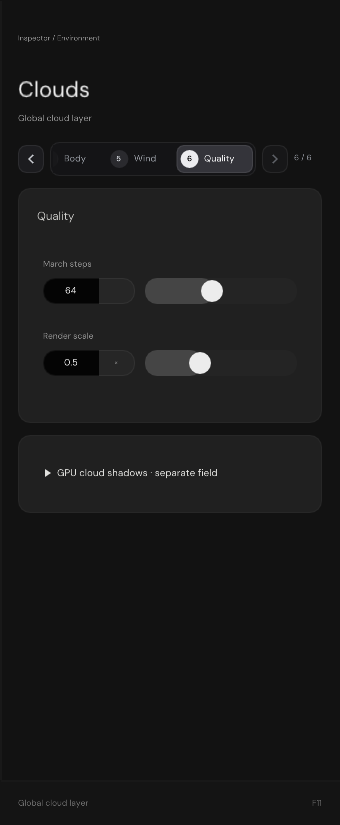 Inspector / Environment
Clouds
Global cloud layer
Body 5 Wind 6 Quality 6 / 6
Quality
March steps
64
Render scale
0.5 -
GPU cloud shadows · separate field
Global cloud layer F11